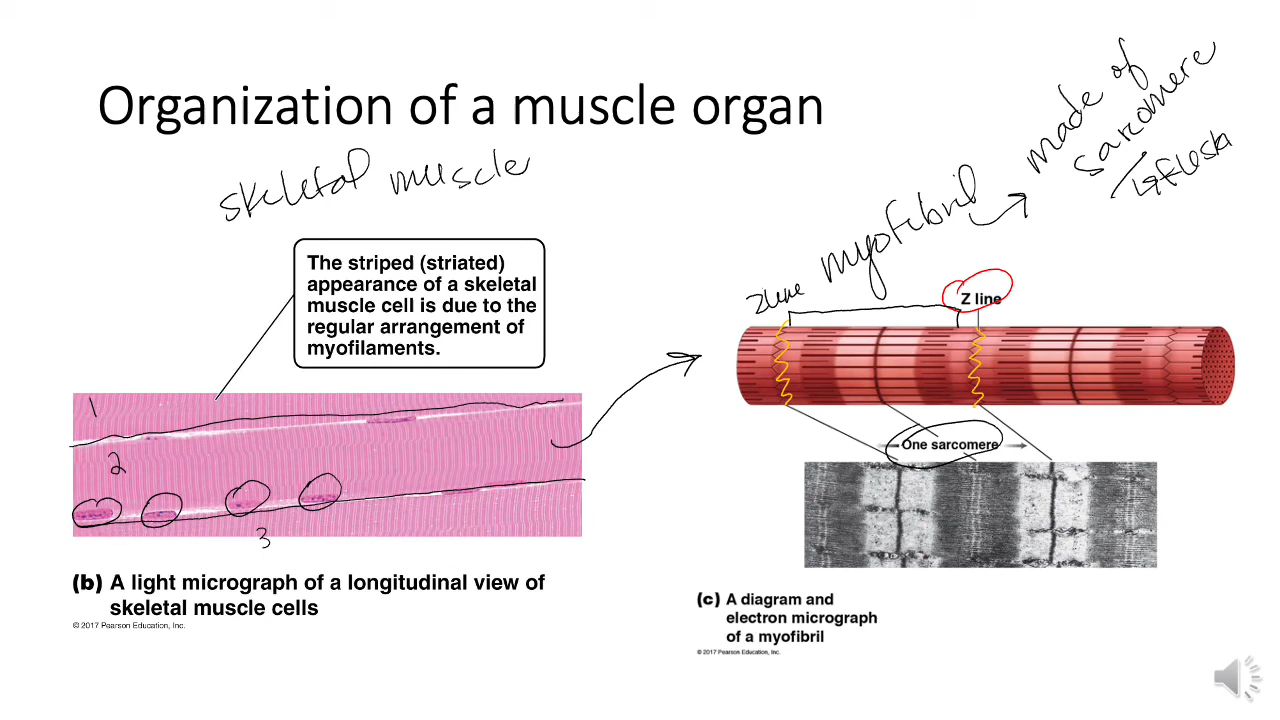 Organization of a muscle organ
skeletal muscle
The striped (striated)
appearance of a skeletal
muscle cell is due to the
regular arrangement of
myofilaments.
1
2
3
(b) A light micrograph of a longitudinal view of
skeletal muscle cells
© 2017 Pearson Education, Inc.
made of
sarcomere
myofibril
Z line
Z line
One sarcomere
(c) A diagram and
electron micrograph
of a myofibril
© 2017 Pearson Education, Inc.